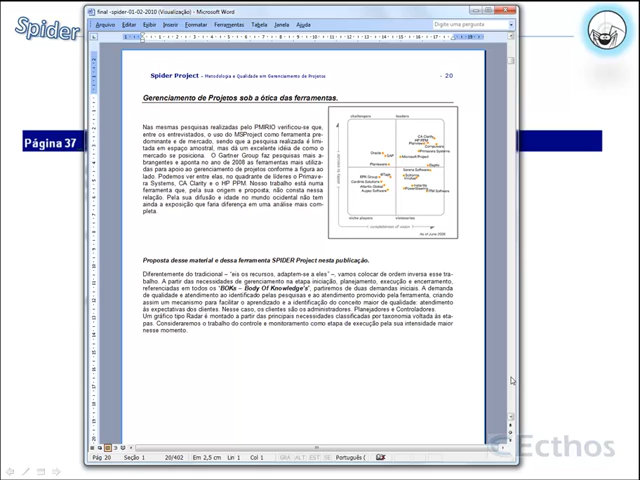 Spider
Página 37
final -spider-01-02-2010 (Visualização) - Microsoft Word
Arquivo Editar Exibir Inserir Formatar Ferramentas Tabela Janela Ajuda
Digite uma pergunta
Spider Project – Metodologia e Qualidade em Gerenciamento de Projetos - 20
Gerenciamento de Projetos sob a ótica das ferramentas.
Nas mesmas pesquisas realizadas pelo PMIRIO verificou-se que,
entre os entrevistados, o uso do MSProject como ferramenta pre-
dominante e de mercado, sendo que a pesquisa realizada é limi-
tada em espaço amostral, mas dá um excelente idéia de como o
mercado se posiciona. O Gartner Group faz pesquisas mais a-
brangentes e aponta no ano de 2008 as ferramentas mais utiliza-
das para apoio ao gerenciamento de projetos conforme a figura ao
lado. Podemos ver entre elas, no quadrante de líderes o Primave-
ra Systems, CA Clarity e o HP PPM. Nosso trabalho está numa
ferramenta que, pela sua origem e proposta, não consta nessa
relação. Pela sua difusão e idade no mundo ocidental não tem
ainda a exposição que faria diferença em uma análise mais com-
pleta.
challengers leaders
CA Clarity
HP PPM
Planview
Compuware
Primavera Systems
Oracle
SAP
Microsoft Project
Planisware
niche players visionaries
completeness of vision
As of June 2008
Proposta desse material e dessa ferramenta SPIDER Project nesta publicação.
Diferentemente do tradicional – “eis os recursos, adaptem-se a eles” –, vamos colocar de ordem inversa esse tra-
balho. A partir das necessidades de gerenciamento na etapa iniciação, planejamento, execução e encerramento,
referenciadas em todos os “BOKs – Body Of Knowledge’s”, partiremos de duas demandas iniciais. A demanda
de qualidade e atendimento ao identificado pelas pesquisas e ao atendimento promovido pela ferramenta, criando
assim um mecanismo para facilitar o aprendizado e a identificação do conceito maior de qualidade: atendimento
às expectativas dos clientes. Nesse caso, os clientes são os administradores. Planejadores e Controladores.
Um gráfico tipo Radar é montado a partir das principais necessidades classificadas por taxonomia voltada às eta-
pas. Consideraremos o trabalho do controle e monitoramento como etapa de execução pela sua intensidade maior
nesse momento
Pág 20 Seção 1 20/402 Em 2,5 cm Lin 1 Col 1 GRA ALT EST SE Português (
Ecthos